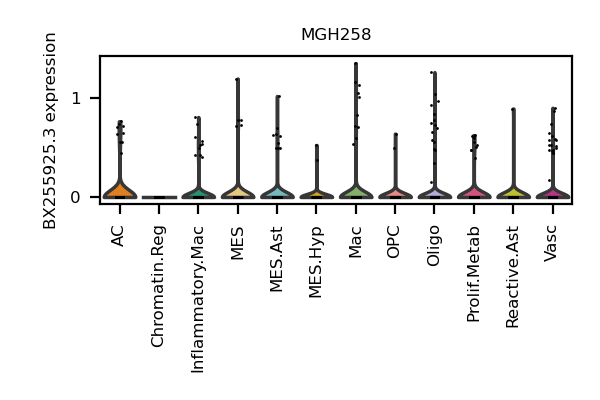 MGH258
BX255925.3 expression
1
0
AC
Chromatin.Reg
Inflammatory.Mac
MES
MES.Ast
MES.Hyp
Mac
OPC
Oligo
Prolif.Metab
Reactive.Ast
Vasc